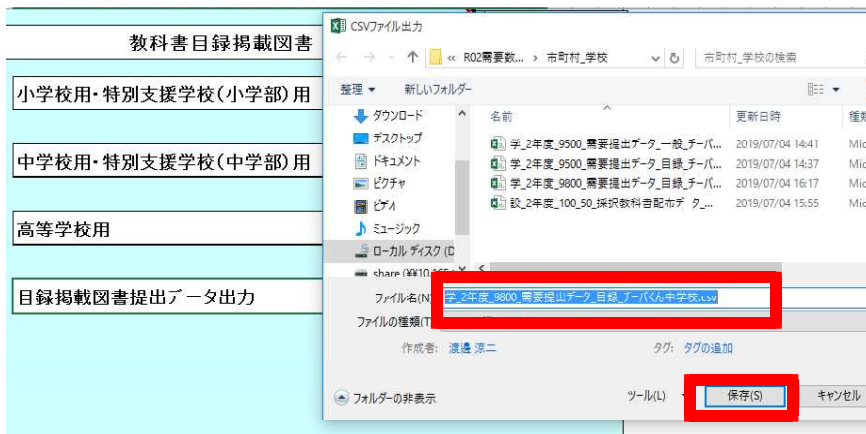 教科書目録掲載図書
小学校用・特別支援学校(小学部)用
中学校用・特別支援学校(中学部)用
高等学校用
目録掲載図書提出データ出力
CSVファイル出力
« R02需要数... › 市町村_学校
市町村_学校の検索
整理 新しいフォルダー
名前 更新日時 種類
ダウンロード
デスクトップ
ドキュメント
ピクチャ
ビデオ
ミュージック
ローカル ディスク (C
share (¥¥10.165
学_2年度_9500_需要提出データ_一般_チーバ... 2019/07/04 14:41 Mic
学_2年度_9500_需要提出データ_目録_チーバ... 2019/07/04 14:37 Mic
学_2年度_9800_需要提出データ_目録_チーバ... 2019/07/04 16:17 Mic
設_2年度_100_50_採択教科書配布デ タ_... 2019/07/04 15:55 Mic
ファイル名(N) 学_2年度_9800_需要提出データ_目録_チーバくん中学校.csv
ファイルの種類(T)
作成者: 渡邊 涼二 タグ: タグの追加
フォルダーの非表示 ツール(L) 保存(S) キャンセル